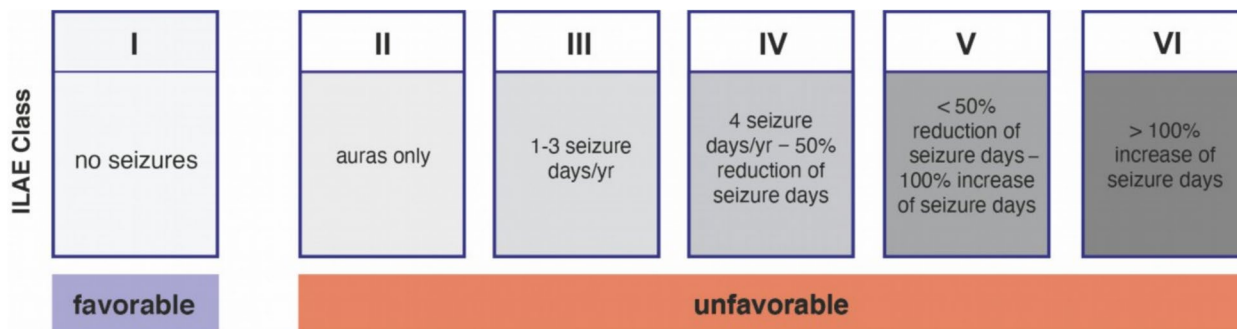 ILAE Class
I
no seizures
II
auras only
III
1-3 seizure
days/yr
IV
4 seizure
days/yr – 50%
reduction of
seizure days
V
< 50%
reduction of
seizure days –
100% increase
of seizure days
VI
> 100%
increase of
seizure days
favorable
unfavorable